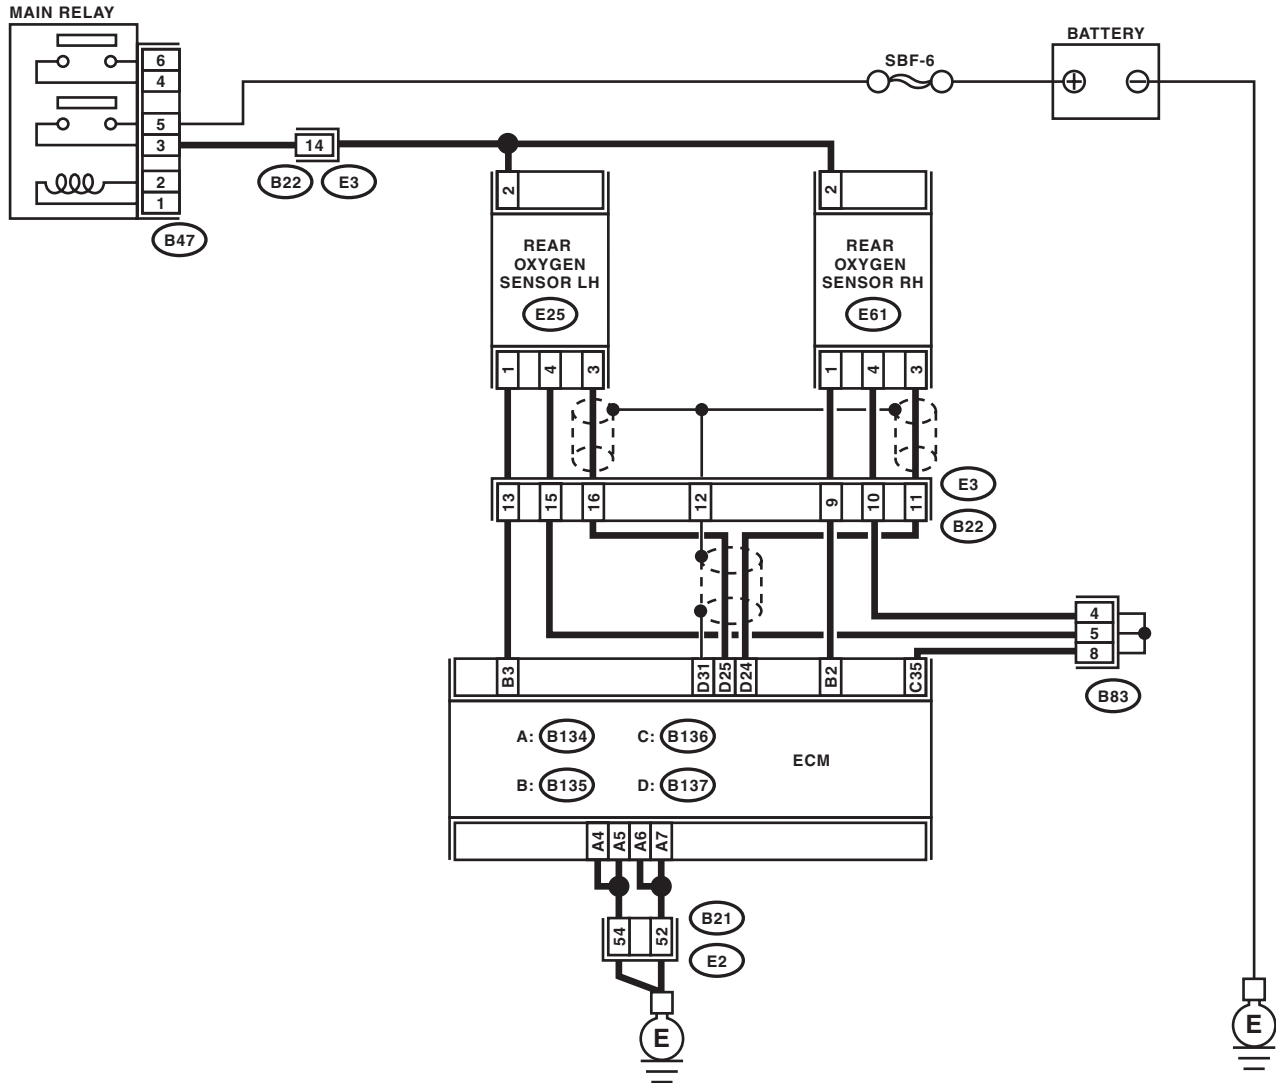 MAIN RELAY
BATTERY
SBF-6
6
4
5
3
2
1
B47
14
B22 E3
2
2
REAR
OXYGEN
SENSOR LH
E25
REAR
OXYGEN
SENSOR RH
E61
1 4 3
1 4 3
E3
13 15 16 12 9 10 11
B22
4
5
8
B83
B3 D31 D25 D24 B2 C35
A: B134 C: B136
ECM
B: B135 D: B137
A4 A5 A6 A7
B21
54 52
E2
E
E